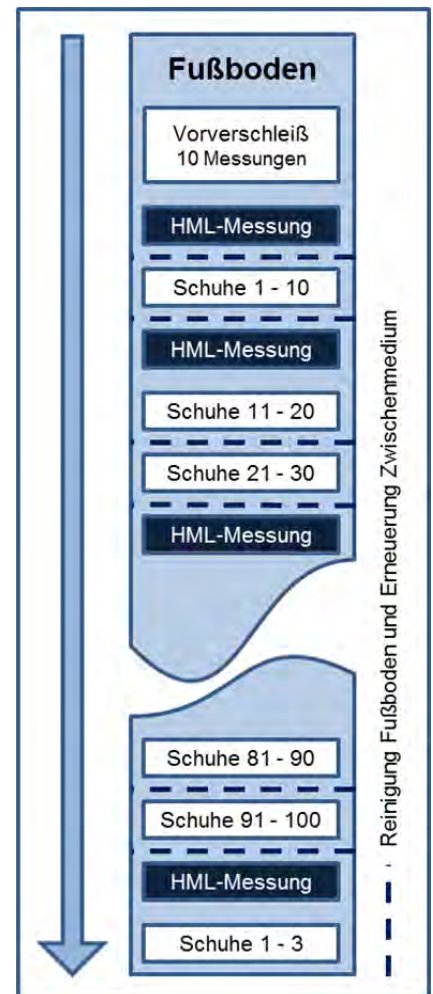 Fußboden
Vorverschleiß
10 Messungen
HML-Messung
Schuhe 1 - 10
HML-Messung
Schuhe 11 - 20
Schuhe 21 - 30
HML-Messung
Schuhe 81 - 90
Schuhe 91 - 100
HML-Messung
Schuhe 1 - 3
Reinigung Fußboden und Erneuerung Zwischenmedium